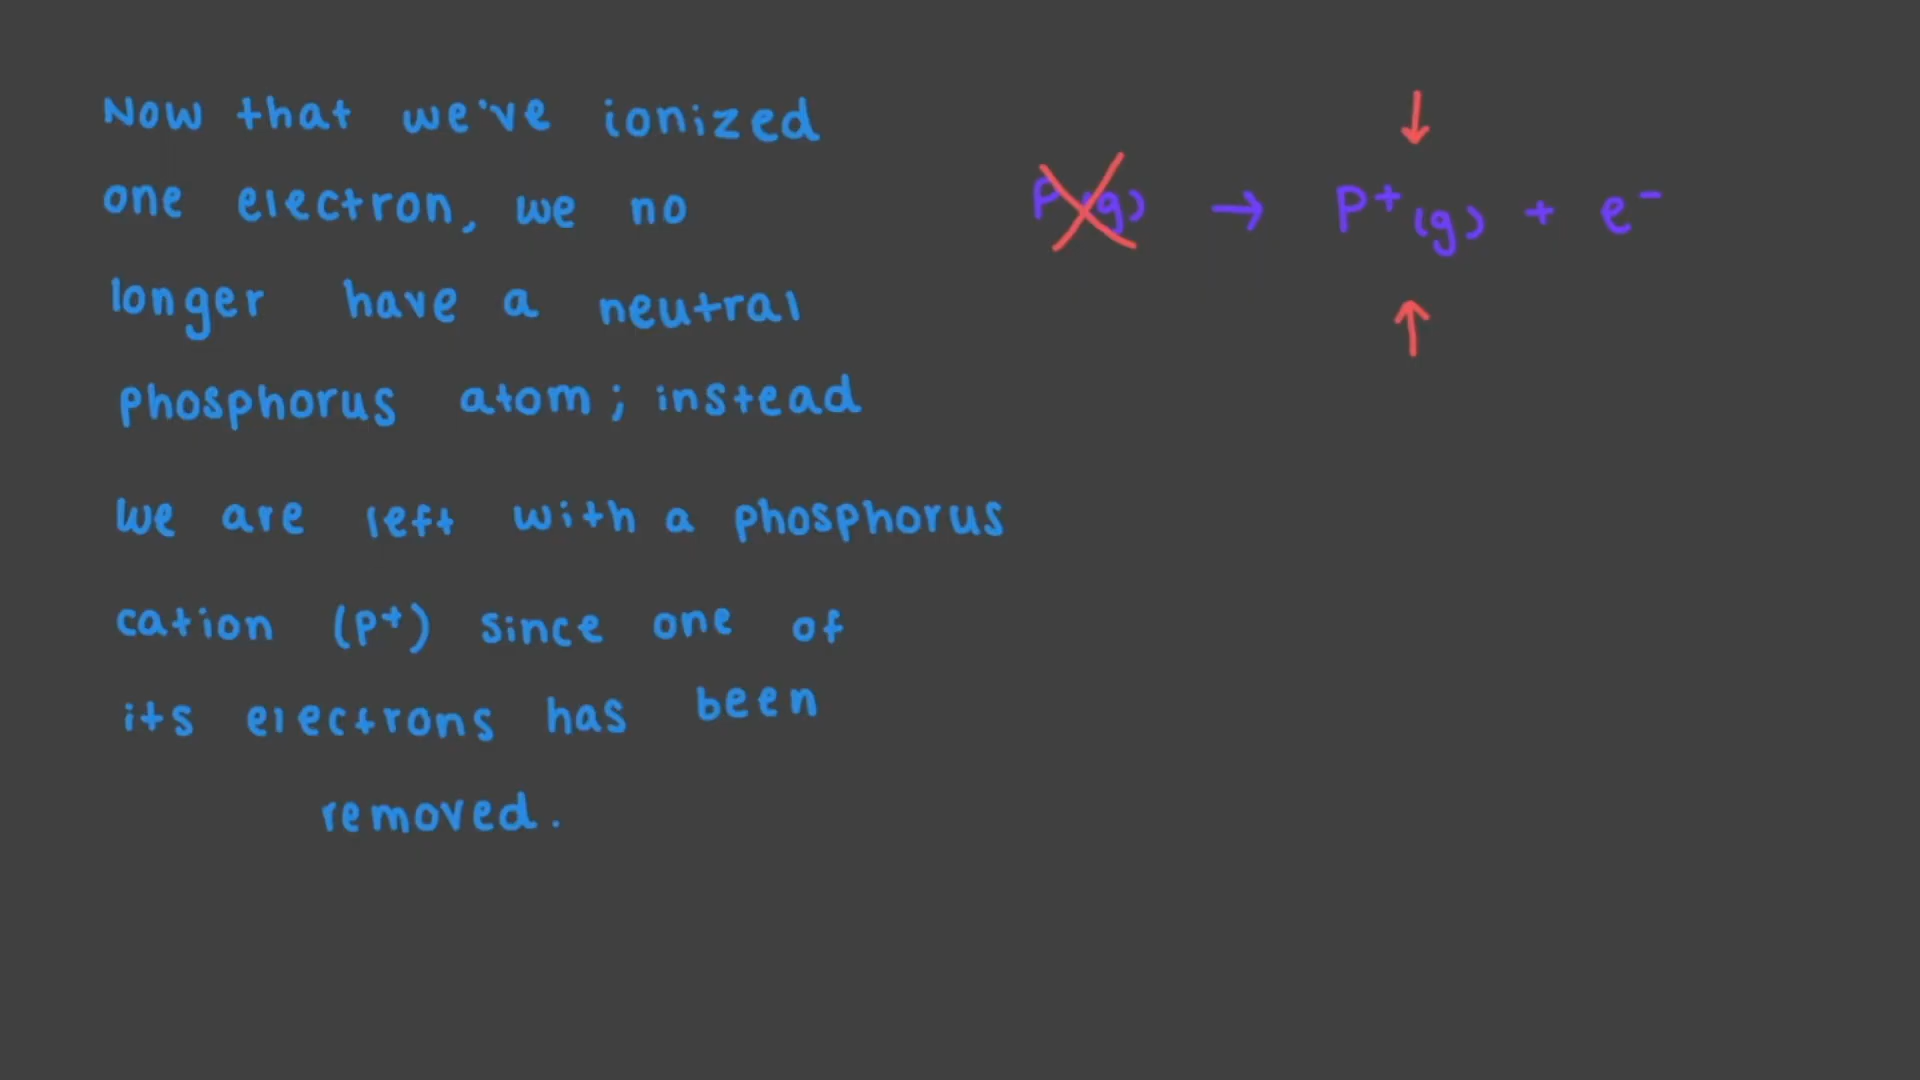 Now that we've ionized
one electron, we no
longer have a neutral
phosphorus atom; instead
we are left with a phosphorus
cation (P⁺) since one of
its electrons has been
removed.
P(g) → P⁺(g) + e⁻